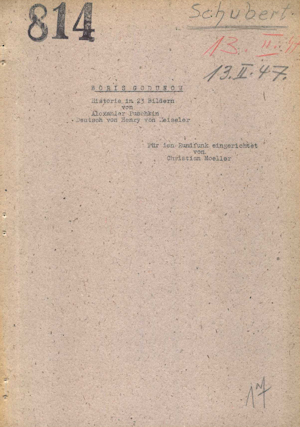 814
Schubert
13. II. 47
13. II. 47.
BORIS GODUNOW
Historie in 23 Bildern
von
Alexander Puschkin
Deutsch von Henry von Heiseler
Für den Rundfunk eingerichtet
von
Christian Moeller